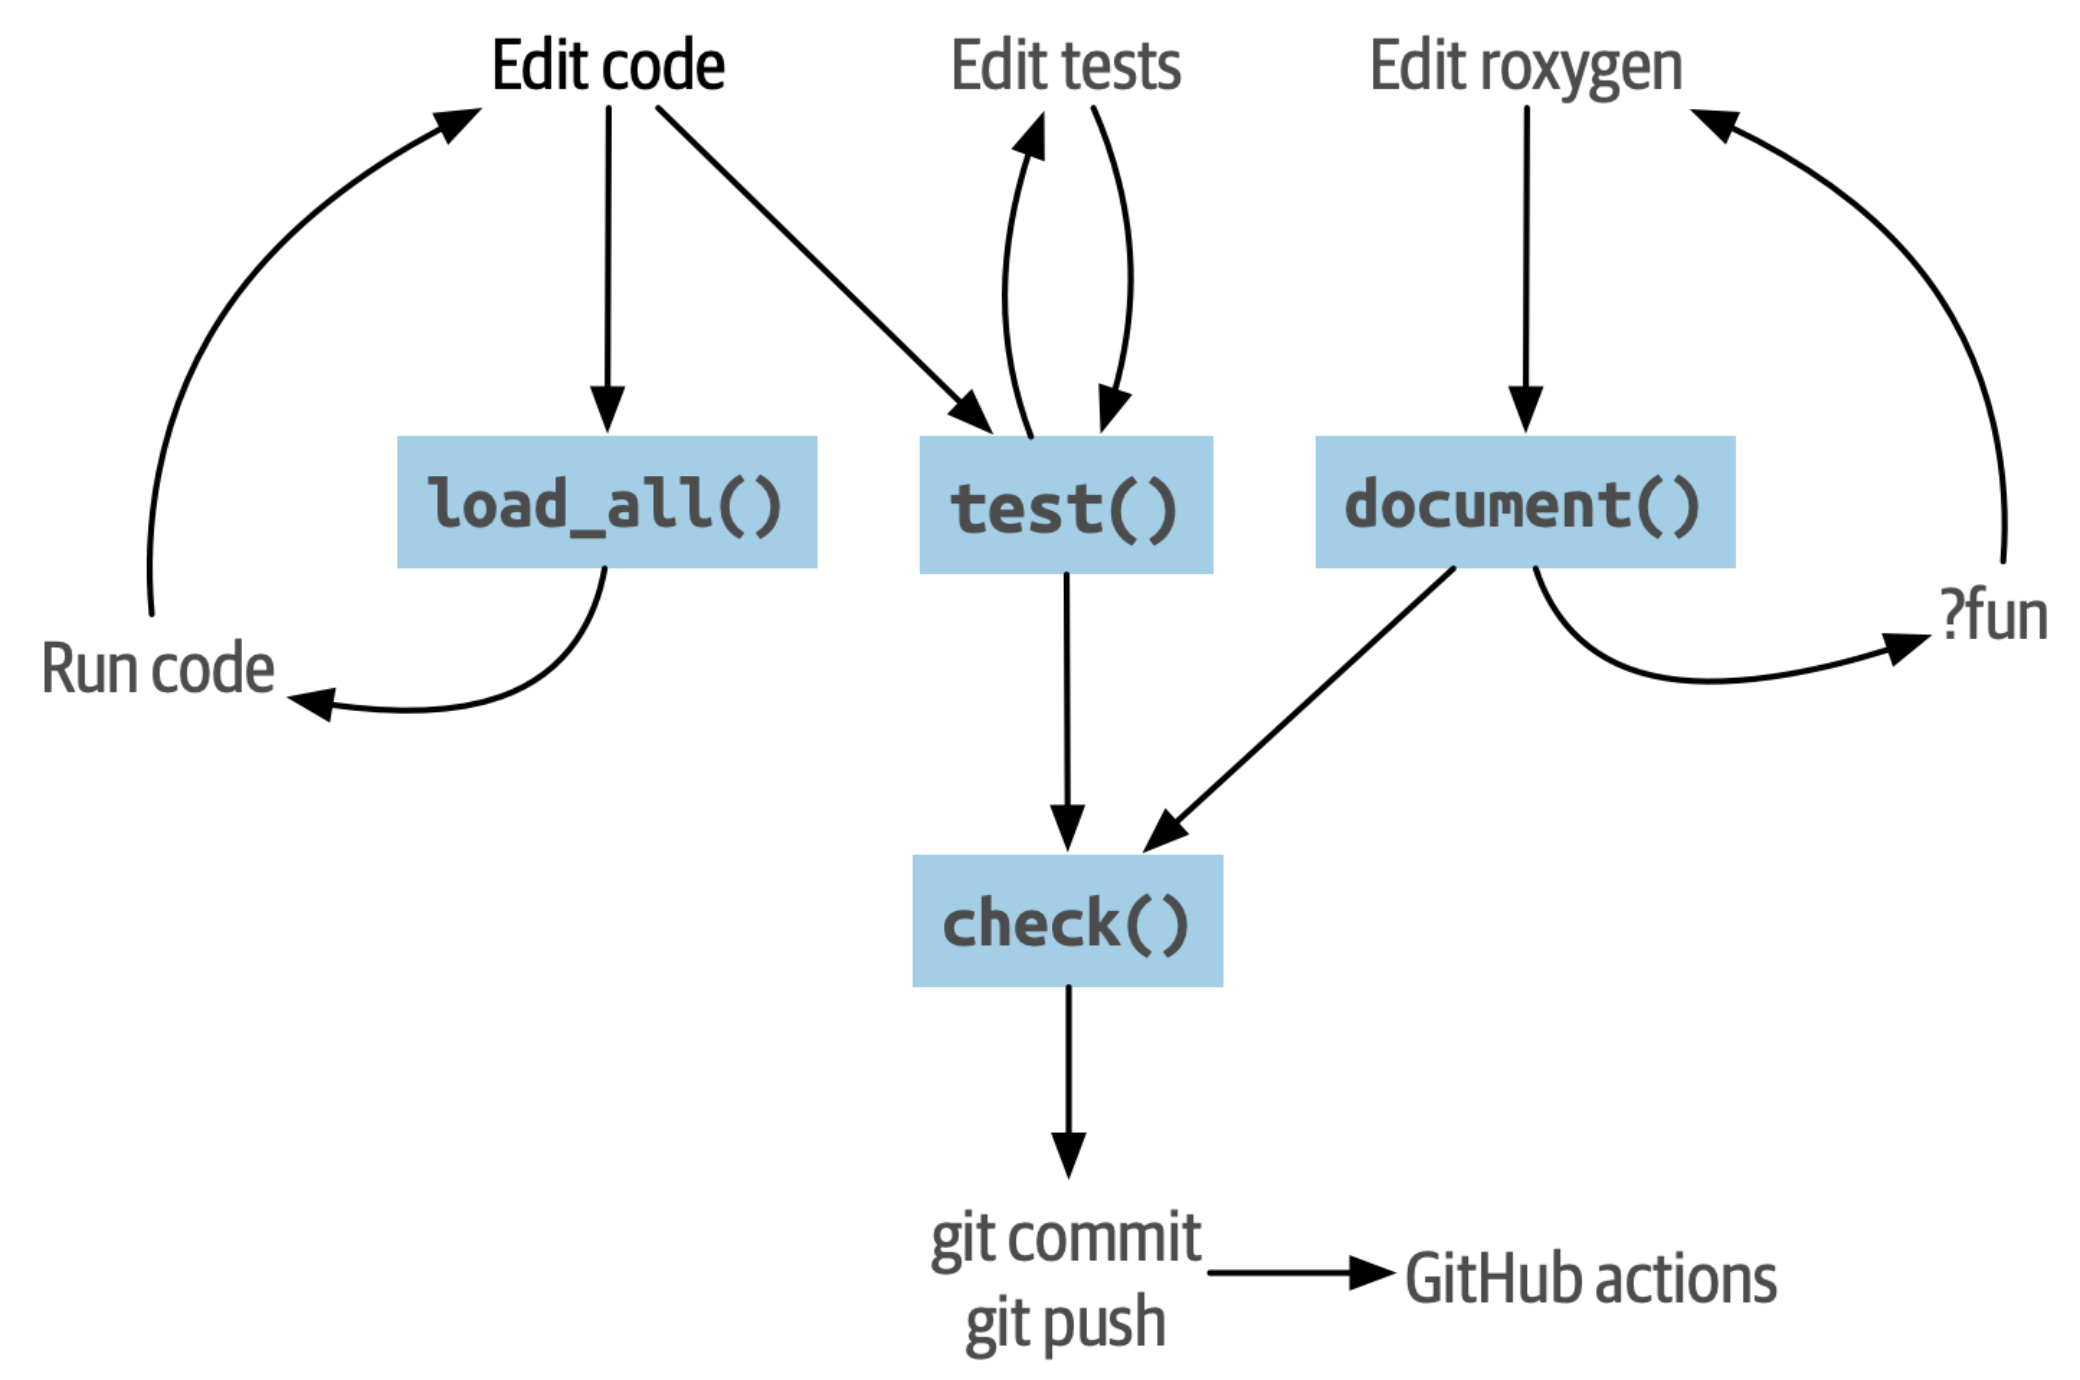 Edit code
Edit tests
Edit roxygen
load_all()
test()
document()
Run code
?fun
check()
git commit
git push
GitHub actions